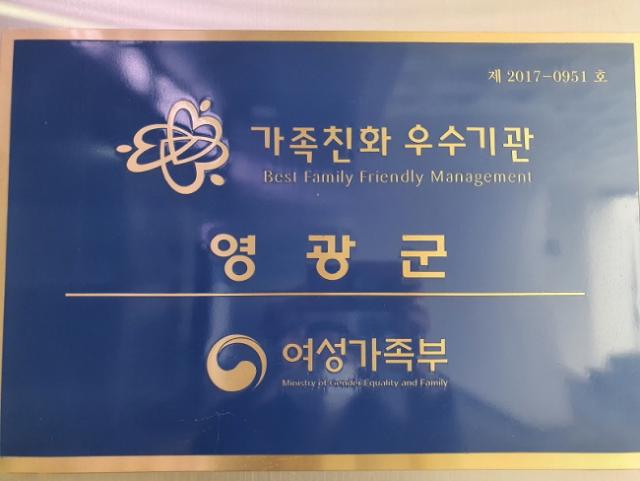 제 2017-0951 호
가족친화 우수기관
Best Family Friendly Management
영광군
여성가족부
Ministry of Gender Equality and Family